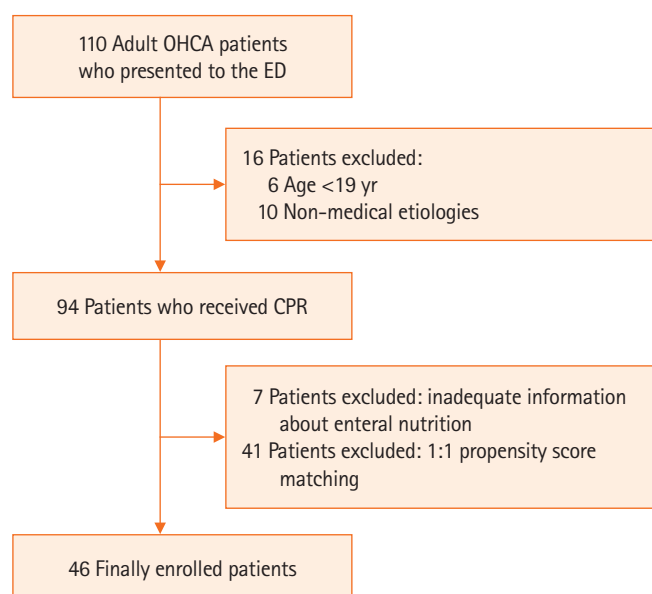 110 Adult OHCA patients
who presented to the ED
16 Patients excluded:
6 Age <19 yr
10 Non-medical etiologies
94 Patients who received CPR
7 Patients excluded: inadequate information
about enteral nutrition
41 Patients excluded: 1:1 propensity score
matching
46 Finally enrolled patients